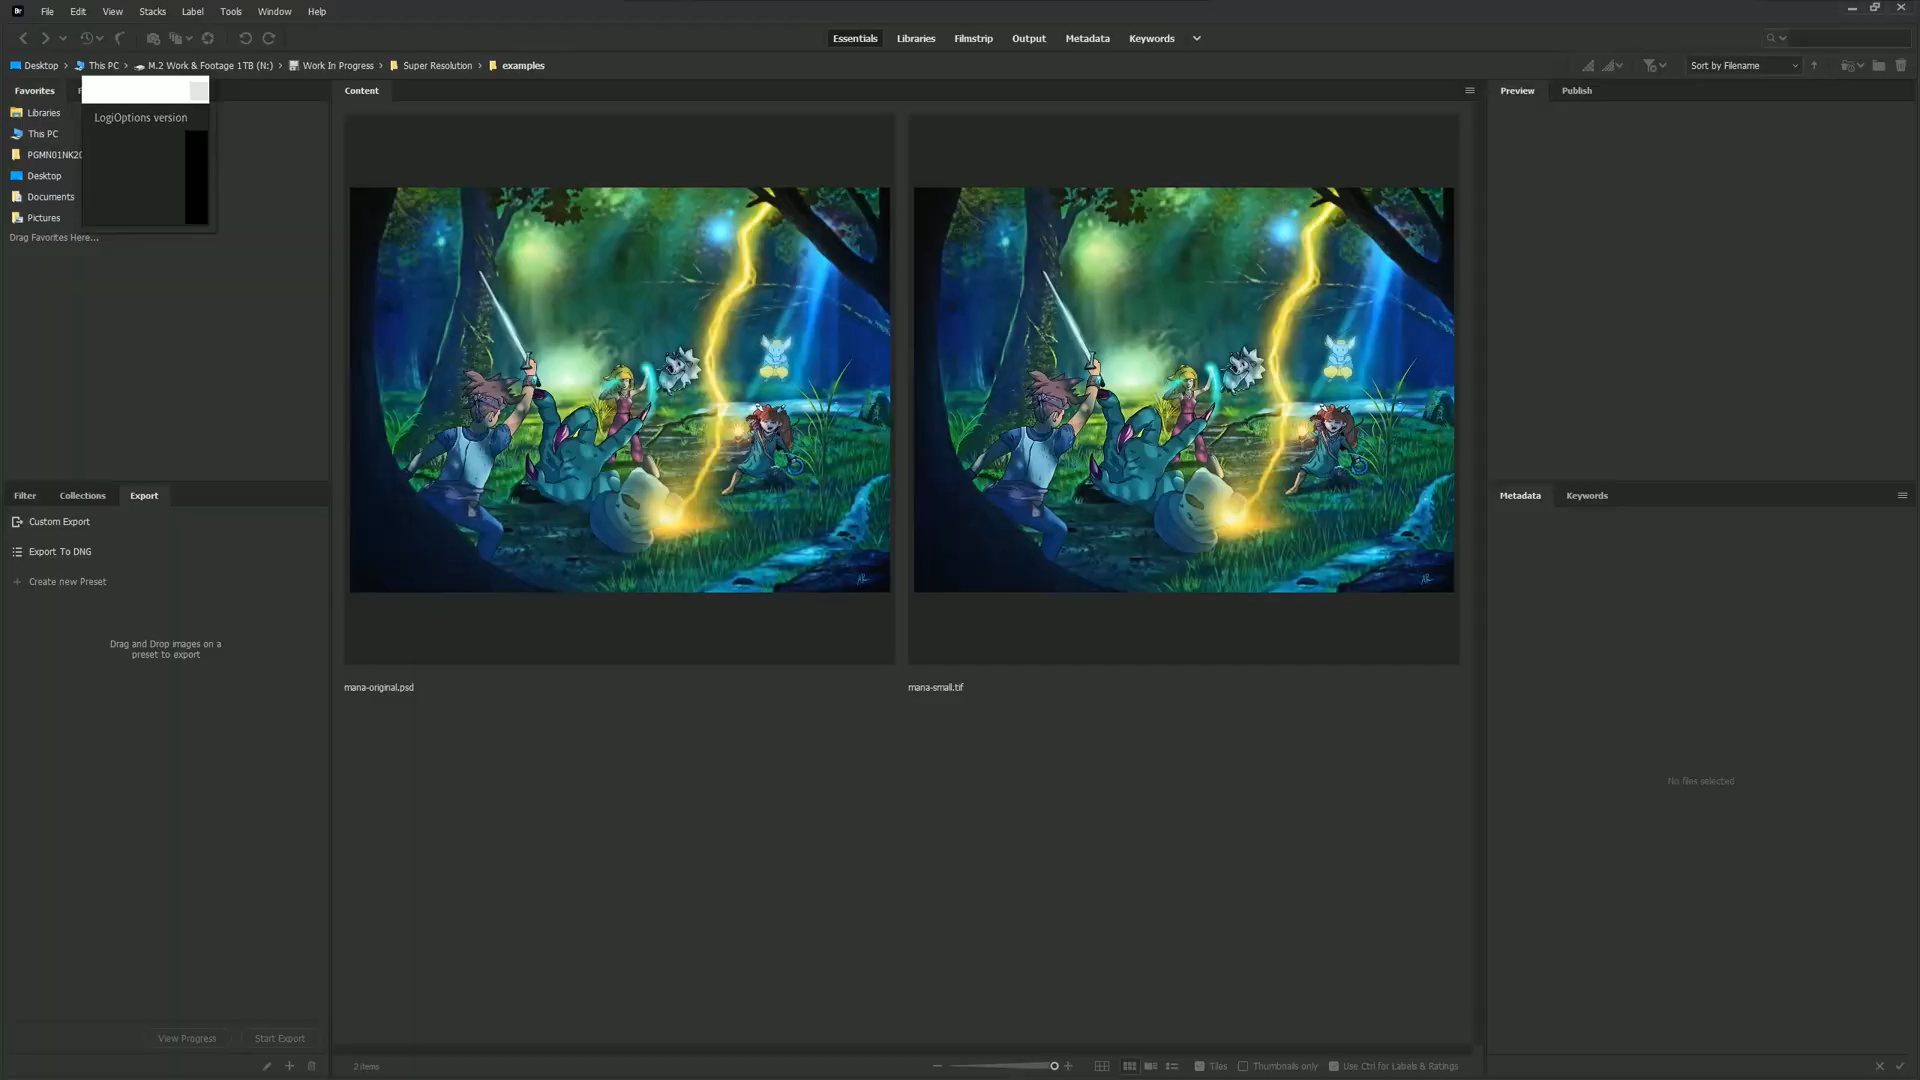 Br File Edit View Stacks Label Tools Window Help
Essentials Libraries Filmstrip Output Metadata Keywords
Desktop This PC M.2 Work & Footage 1TB (N:) Work In Progress Super Resolution examples
Sort by Filename
Favorites
LogiOptions version
Libraries
This PC
PGMN01NK20
Desktop
Documents
Pictures
Drag Favorites Here...
Filter Collections Export
Custom Export
Export To DNG
Create new Preset
Drag and Drop images on a
preset to export
View Progress Start Export
Content
mana-original.psd
mana-small.tif
2 items
Tiles Thumbnails only Use Ctrl for Labels & Ratings
Preview Publish
Metadata Keywords
No files selected